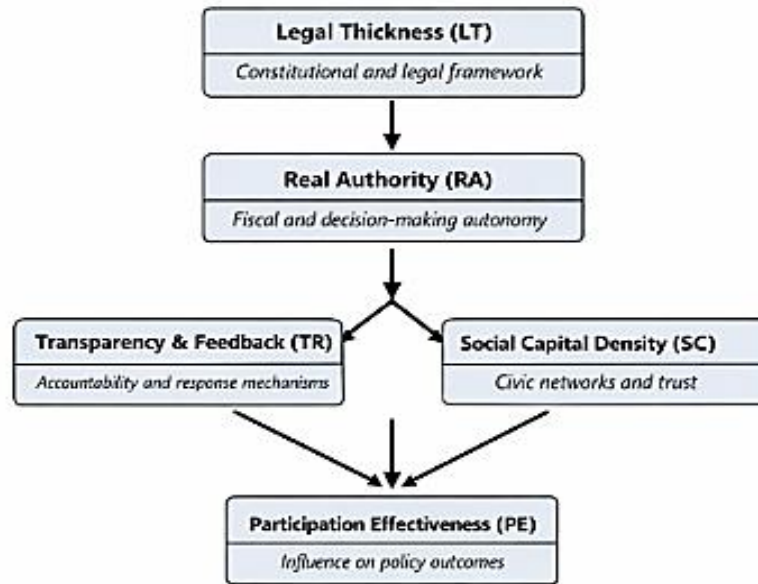 Legal Thickness (LT)
Constitutional and legal framework
Real Authority (RA)
Fiscal and decision-making autonomy
Transparency & Feedback (TR)
Accountability and response mechanisms
Social Capital Density (SC)
Civic networks and trust
Participation Effectiveness (PE)
Influence on policy outcomes